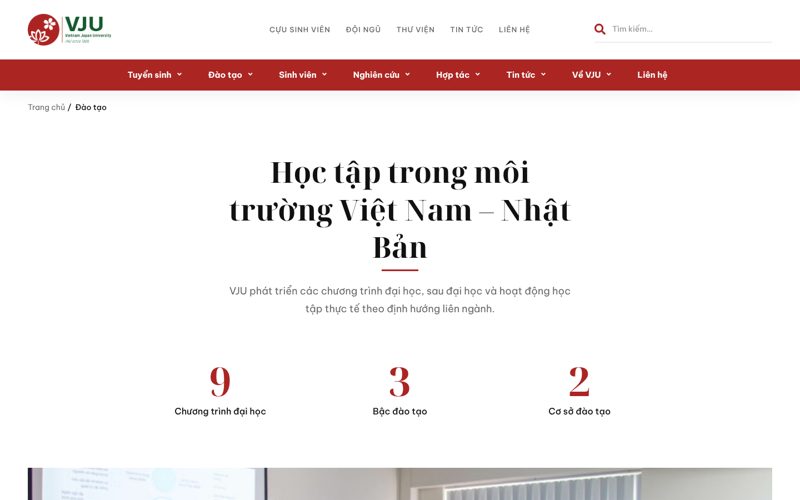 VJU
Vietnam Japan University
CỰU SINH VIÊN
ĐỘI NGŨ
THƯ VIỆN
TIN TỨC
LIÊN HỆ
Tìm kiếm...
Tuyển sinh
Đào tạo
Sinh viên
Nghiên cứu
Hợp tác
Tin tức
Về VJU
Liên hệ
Trang chủ / Đào tạo
Học tập trong môi
trường Việt Nam – Nhật
Bản
VJU phát triển các chương trình đại học, sau đại học và hoạt động học
tập thực tế theo định hướng liên ngành.
9
Chương trình đại học
3
Bậc đào tạo
2
Cơ sở đào tạo